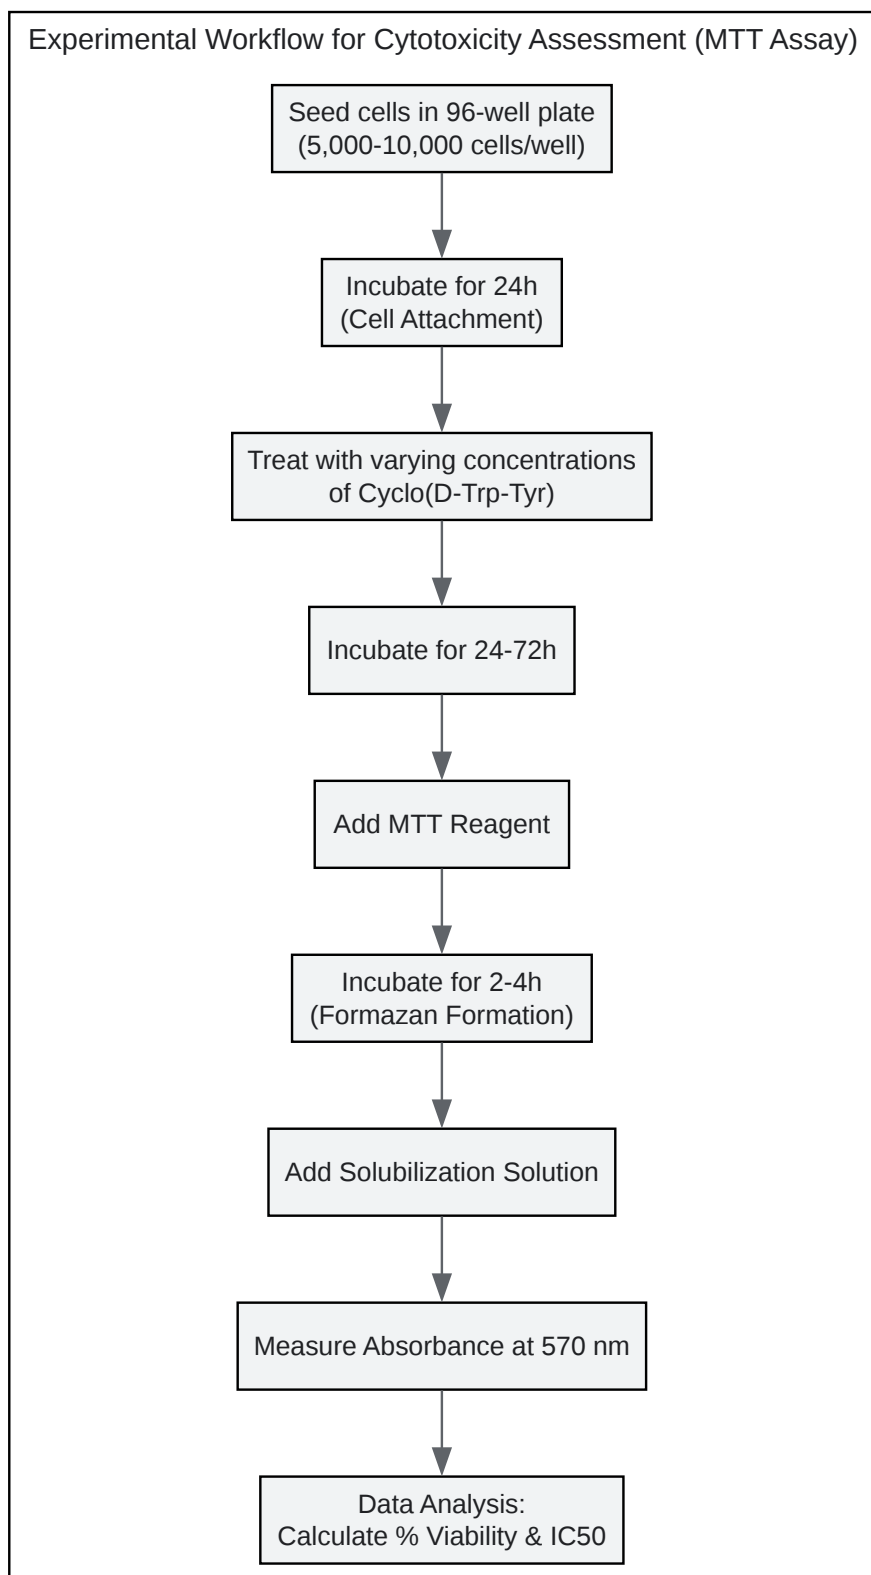 Experimental Workflow for Cytotoxicity Assessment (MTT Assay)
Seed cells in 96-well plate
(5,000-10,000 cells/well)
Incubate for 24h
(Cell Attachment)
Treat with varying concentrations
of Cyclo(D-Trp-Tyr)
Incubate for 24-72h
Add MTT Reagent
Incubate for 2-4h
(Formazan Formation)
Add Solubilization Solution
Measure Absorbance at 570 nm
Data Analysis:
Calculate % Viability & IC50